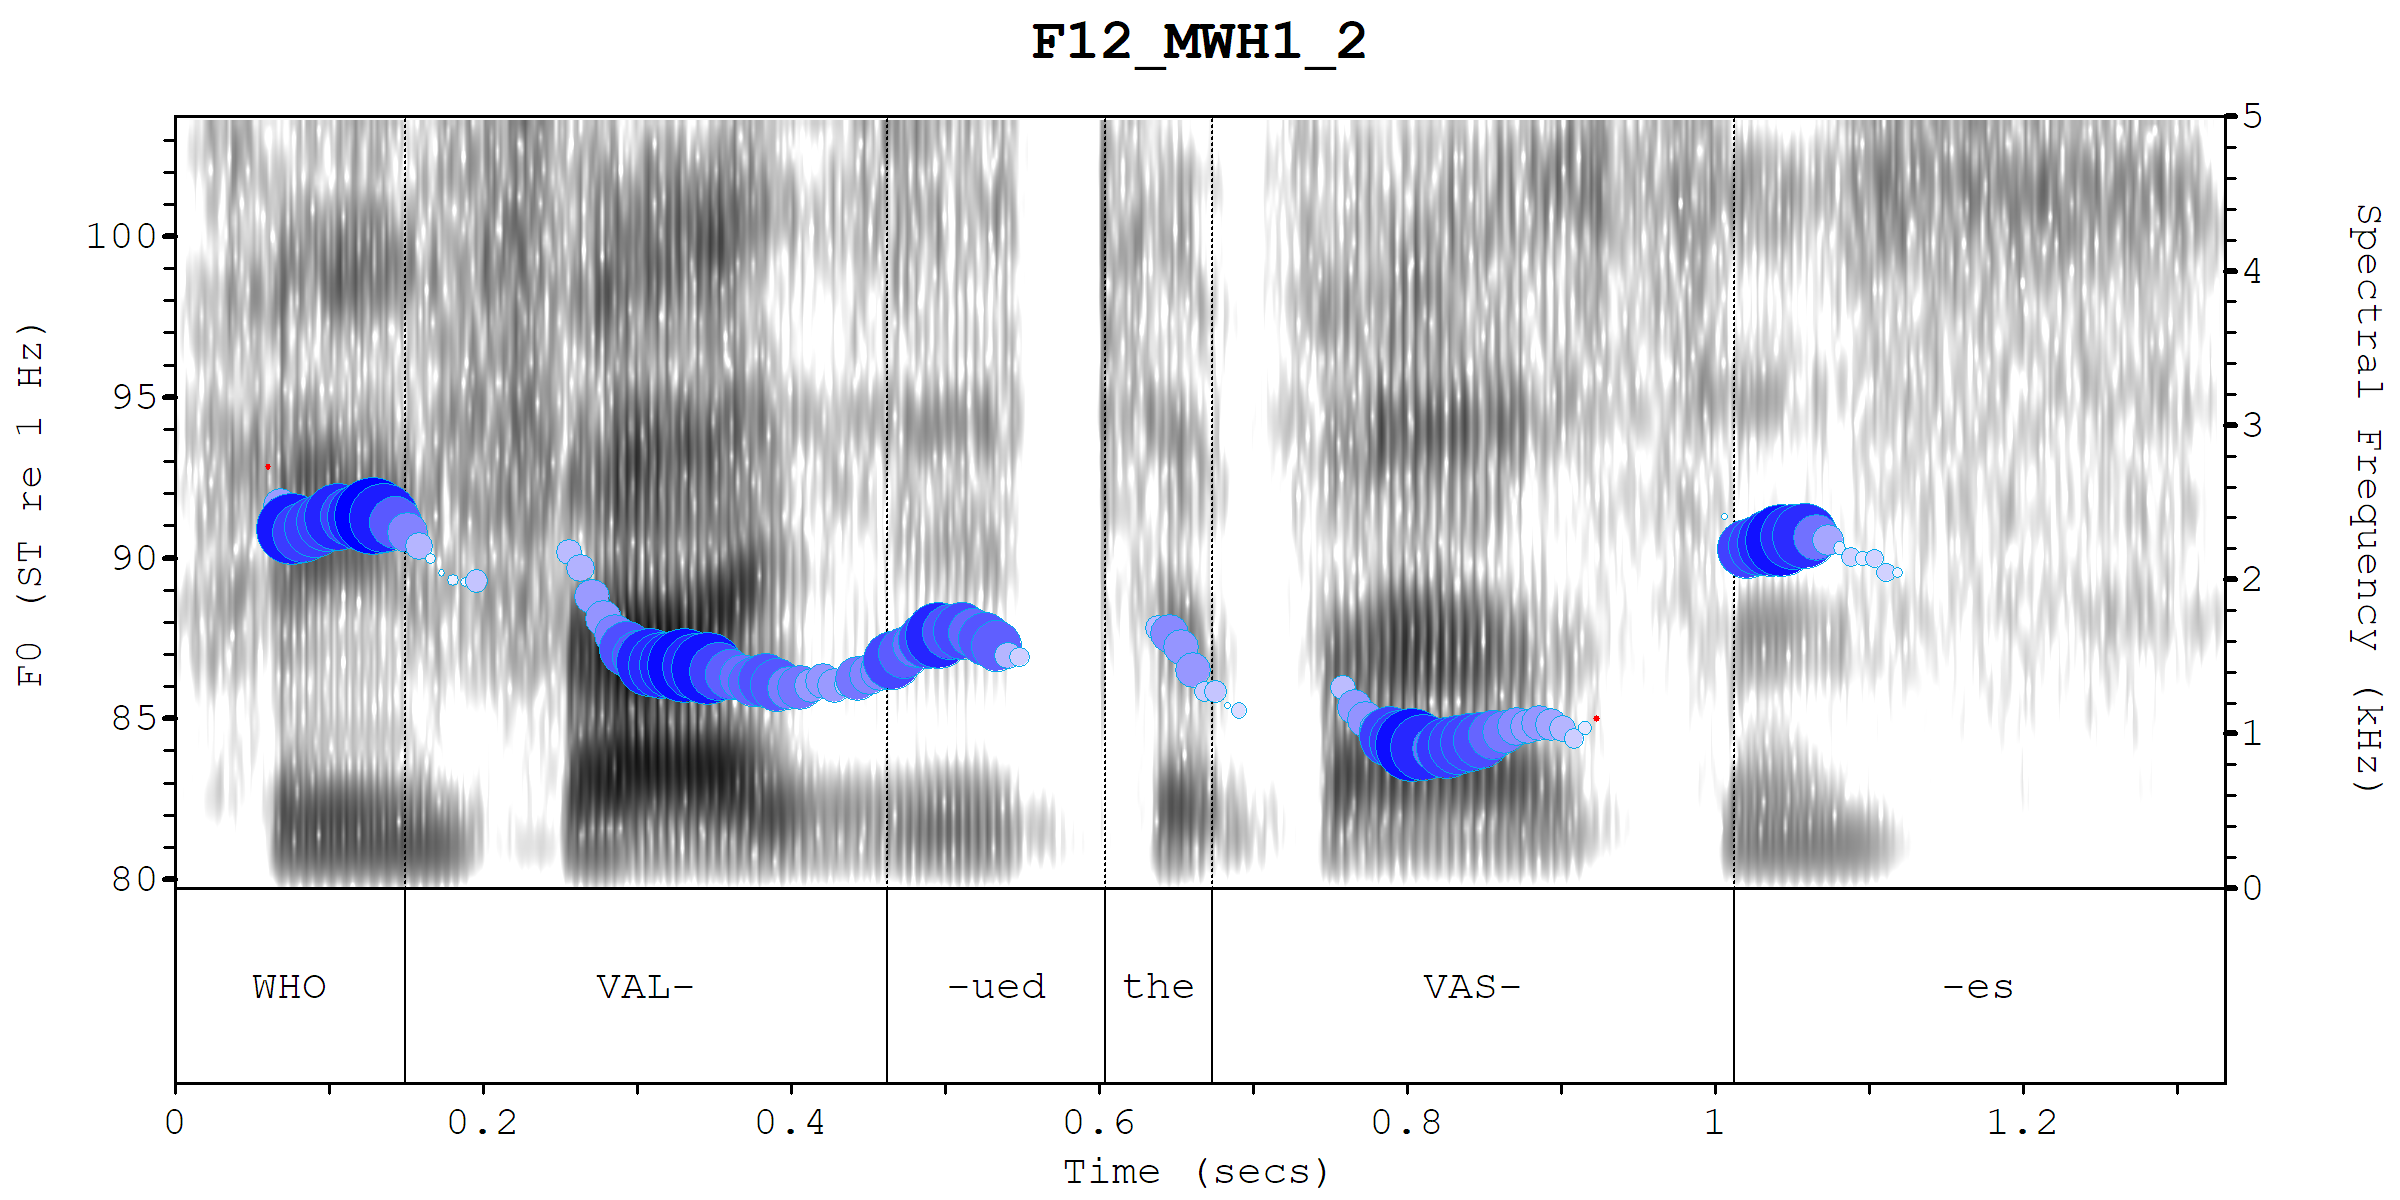 F12_MWH1_2
F0 (ST re 1 Hz)
100
95
90
85
80
5
4
3
2
1
0
Spectral Frequency (kHz)
WHO VAL- -ued the VAS- -es
0 0.2 0.4 0.6 0.8 1 1.2
Time (secs)